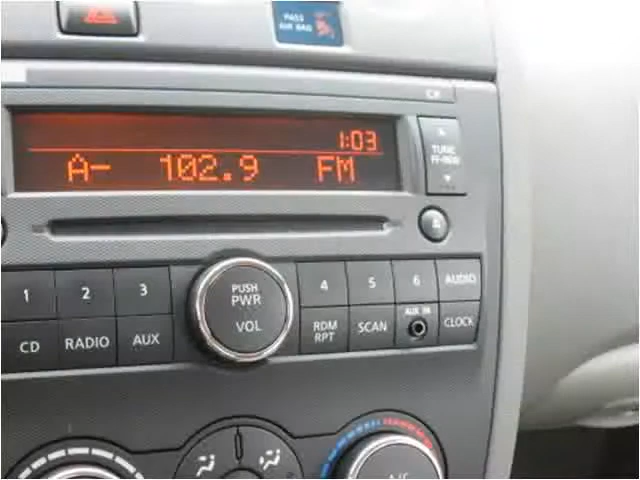 PASS
AIR BAG
1:03
A- 102.9 FM
TUNE
FF·REW
1 2 3
PUSH
PWR
VOL
4 5 6 AUDIO
CD RADIO AUX
RDM
RPT
SCAN
AUX IN
CLOCK
A/C